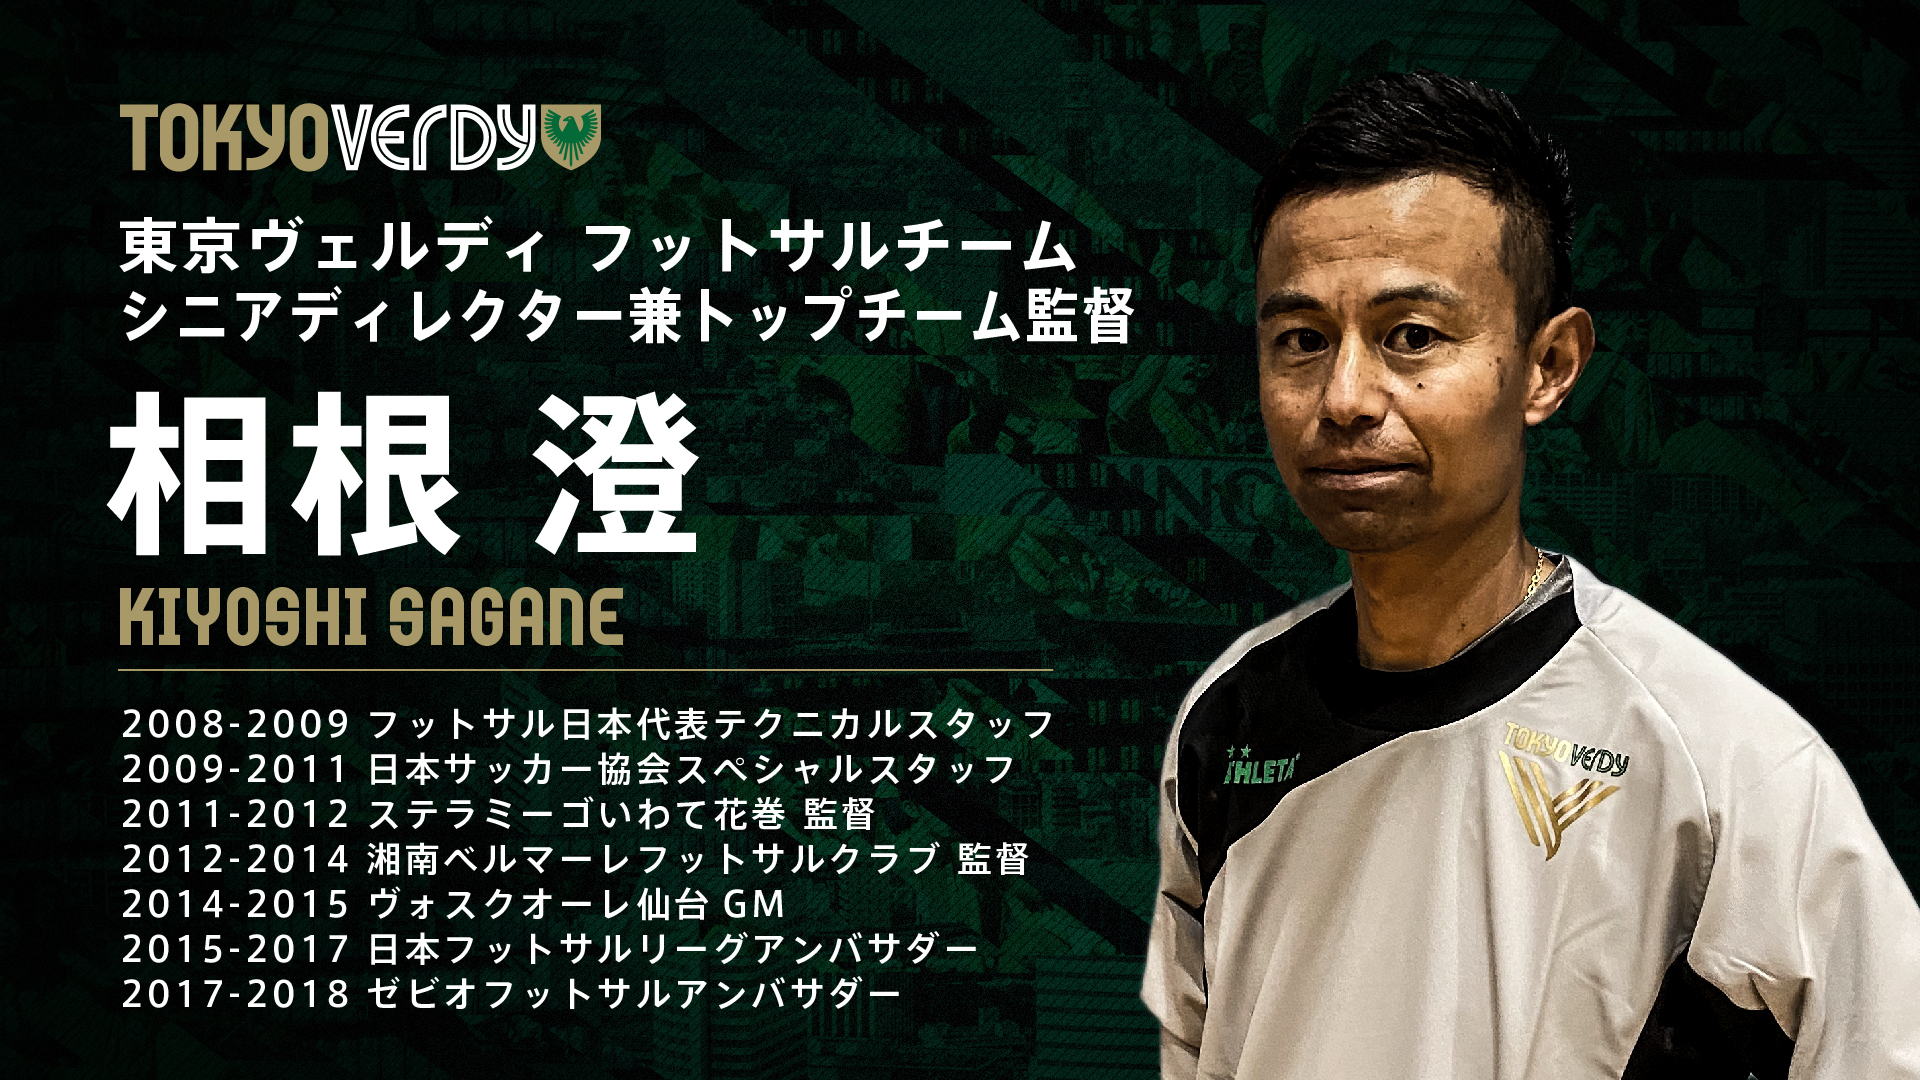 TOKYO VERDY
東京ヴェルディ フットサルチーム
シニアディレクター兼トップチーム監督
相根 澄
KIYOSHI SAGANE
2008-2009 フットサル日本代表テクニカルスタッフ
2009-2011 日本サッカー協会スペシャルスタッフ
2011-2012 ステラミーゴいわて花巻 監督
2012-2014 湘南ベルマーレフットサルクラブ 監督
2014-2015 ヴォスクオーレ仙台 GM
2015-2017 日本フットサルリーグアンバサダー
2017-2018 ゼビオフットサルアンバサダー
ATHLETA
TOKYO VERDY